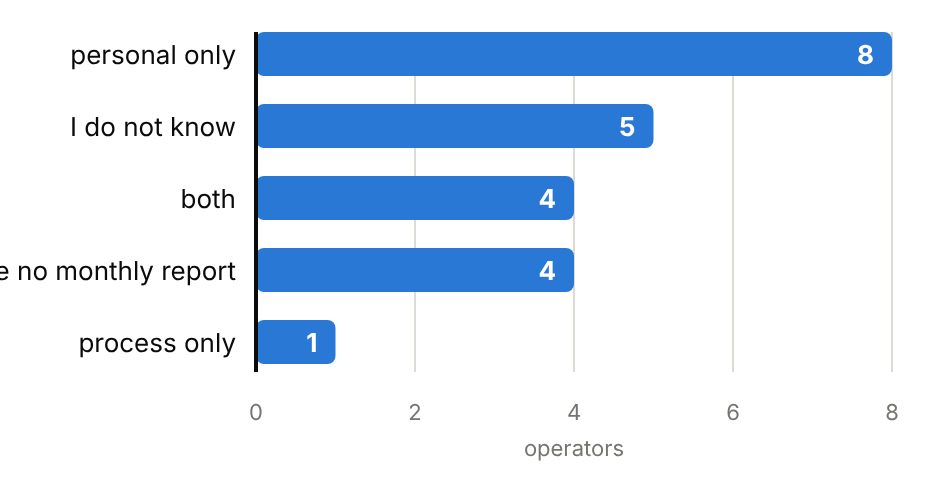 personal only 8
I do not know 5
both 4
no monthly report 4
process only 1
0 2 4 6 8
operators